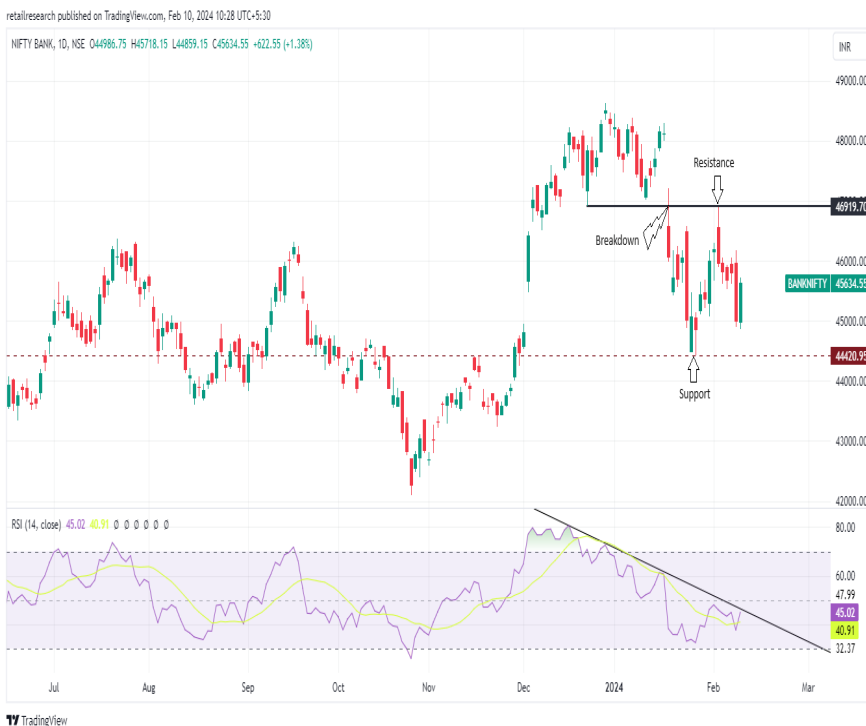 retailresearch published on TradingView.com, Feb 10, 2024 10:28 UTC+5:30
NIFTY BANK, 1D, NSE O44986.75 H45718.15 L44859.15 C45634.55 +622.55 (+1.38%)
INR
49000.00
48000.00
Resistance
46919.70
Breakdown
46000.00
BANKNIFTY 45634.55
45000.00
44420.95
44000.00
Support
43000.00
42000.00
RSI (14, close) 45.02 40.91 Ø Ø Ø Ø Ø Ø
80.00
60.00
47.99
45.02
40.91
32.37
Jul Aug Sep Oct Nov Dec 2024 Feb Mar
TradingView